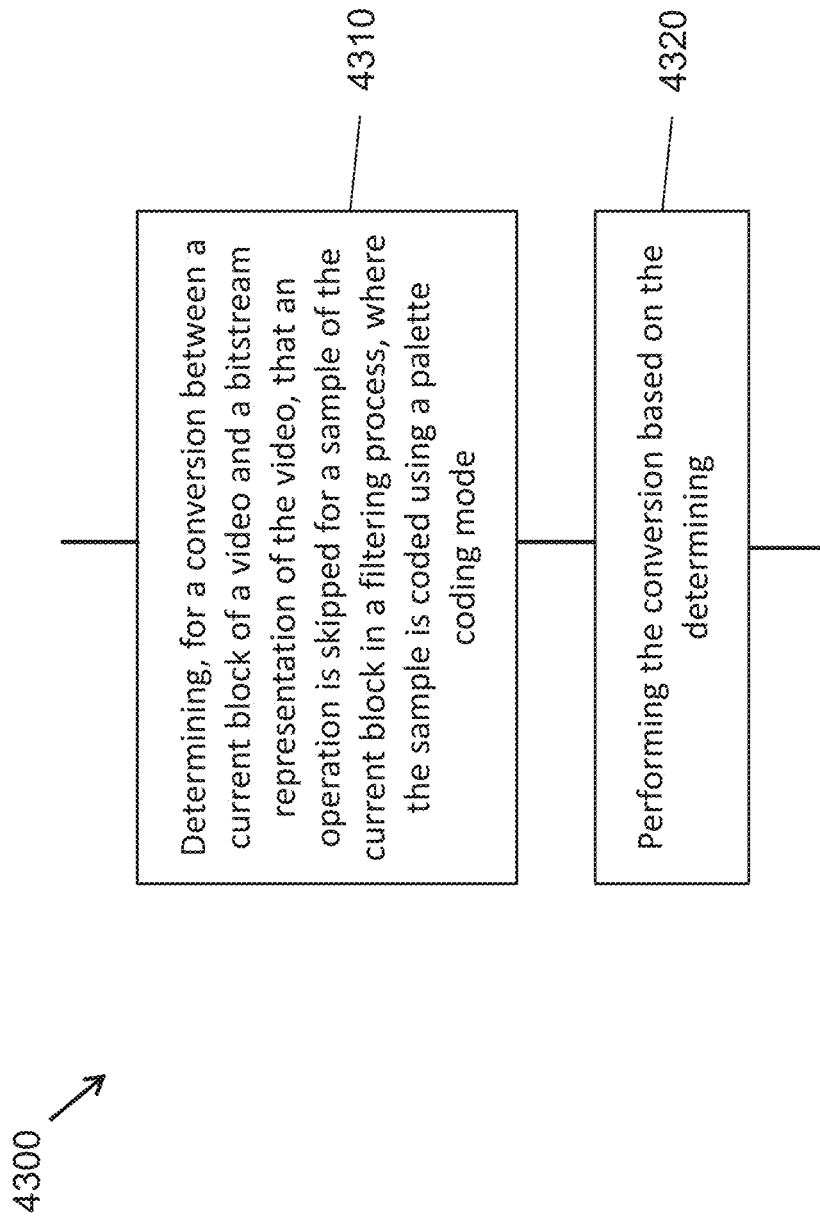 4300
Determining, for a conversion between a
current block of a video and a bitstream
representation of the video, that an
operation is skipped for a sample of the
current block in a filtering process, where
the sample is coded using a palette
coding mode
4310
Performing the conversion based on the
determining
4320